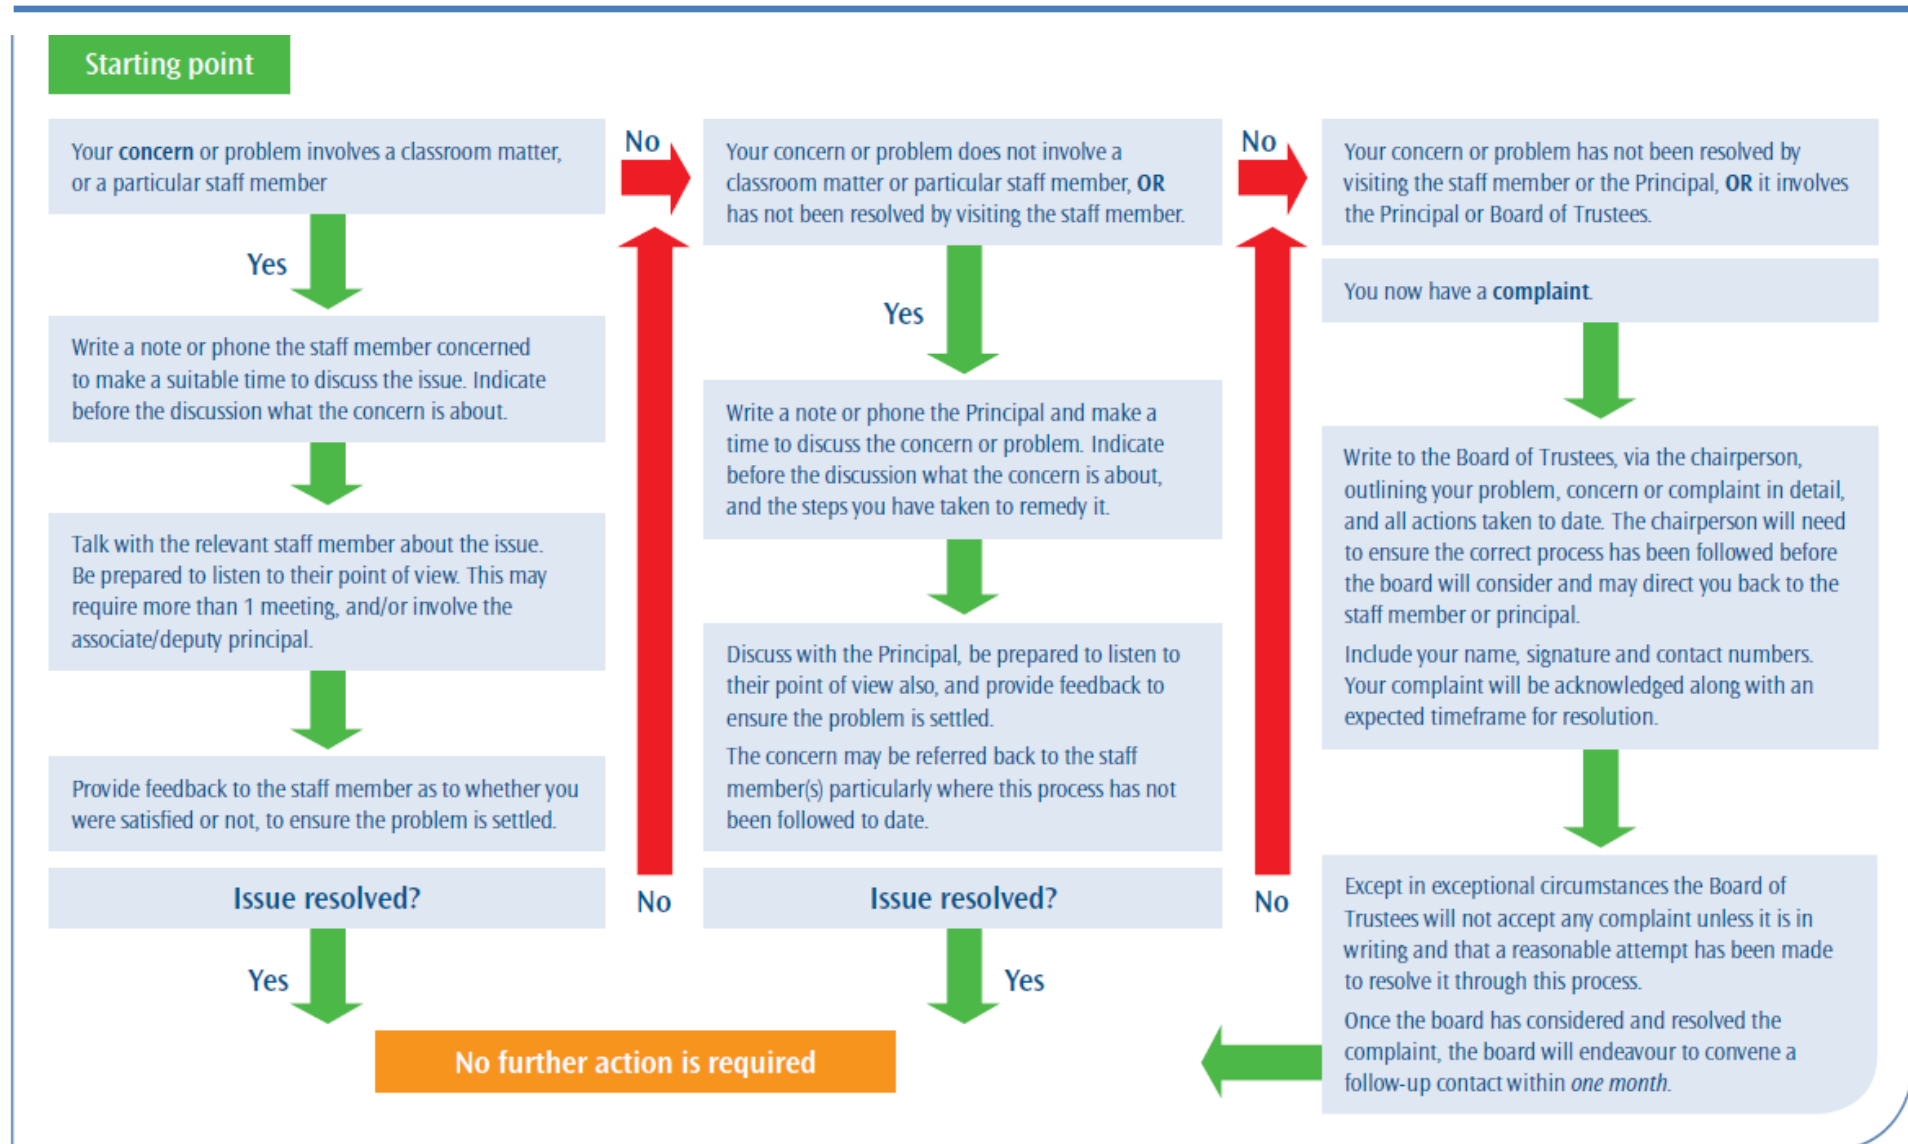 Starting point
Your concern or problem involves a classroom matter,
or a particular staff member
Yes
Write a note or phone the staff member concerned
to make a suitable time to discuss the issue. Indicate
before the discussion what the concern is about.
Talk with the relevant staff member about the issue.
Be prepared to listen to their point of view. This may
require more than 1 meeting, and/or involve the
associate/deputy principal.
Provide feedback to the staff member as to whether you
were satisfied or not, to ensure the problem is settled.
Issue resolved?
Yes
No
No
Your concern or problem does not involve a
classroom matter or particular staff member, OR
has not been resolved by visiting the staff member.
Yes
Write a note or phone the Principal and make a
time to discuss the concern or problem. Indicate
before the discussion what the concern is about,
and the steps you have taken to remedy it.
Discuss with the Principal, be prepared to listen to
their point of view also, and provide feedback to
ensure the problem is settled.
The concern may be referred back to the staff
member(s) particularly where this process has not
been followed to date.
Issue resolved?
Yes
No
No
Your concern or problem has not been resolved by
visiting the staff member or the Principal, OR it involves
the Principal or Board of Trustees.
You now have a complaint.
Write to the Board of Trustees, via the chairperson,
outlining your problem, concern or complaint in detail,
and all actions taken to date. The chairperson will need
to ensure the correct process has been followed before
the board will consider and may direct you back to the
staff member or principal.
Include your name, signature and contact numbers.
Your complaint will be acknowledged along with an
expected timeframe for resolution.
Except in exceptional circumstances the Board of
Trustees will not accept any complaint unless it is in
writing and that a reasonable attempt has been made
to resolve it through this process.
Once the board has considered and resolved the
complaint, the board will endeavour to convene a
follow-up contact within one month.
No further action is required